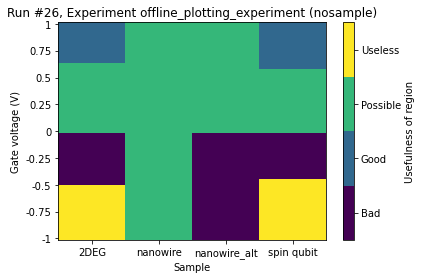 Run #26, Experiment offline_plotting_experiment (nosample)
1
0.75
0.5
0.25
0
-0.25
-0.5
-0.75
-1
Gate voltage (V)
2DEG nanowire nanowire_alt spin qubit
Sample
Useless
Possible
Good
Bad
Usefulness of region